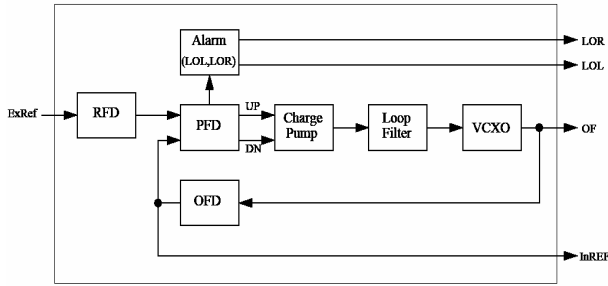 Alarm
(LOL,LOR)
LOR
LOL
ExRef
RFD
PFD
UP
DN
Charge
Pump
Loop
Filter
VCXO
OF
OFD
InREF